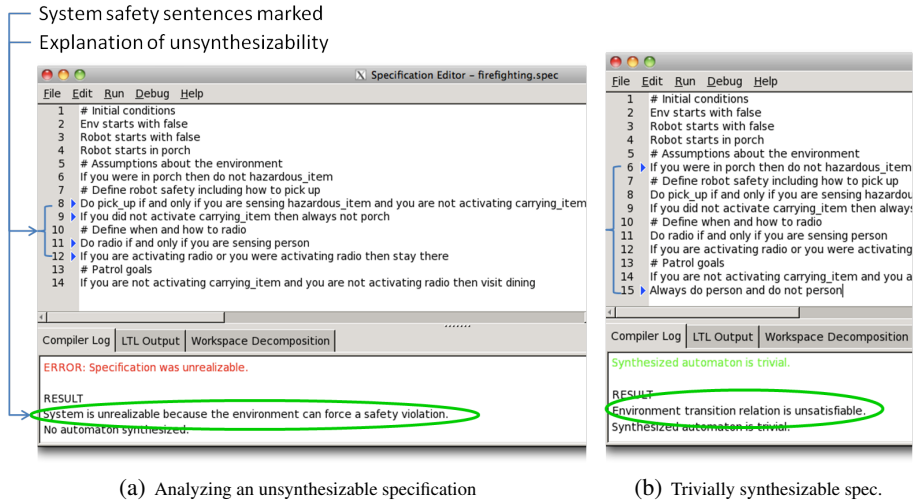 System safety sentences marked
Explanation of unsynthesizability
Specification Editor - firefighting.spec
File Edit Run Debug Help
1 # Initial conditions
2 Env starts with false
3 Robot starts with false
4 Robot starts in porch
5 # Assumptions about the environment
6 If you were in porch then do not hazardous_item
7 # Define robot safety including how to pick up
8 Do pick_up if and only if you are sensing hazardous_item and you are not activating carrying_item
9 If you did not activate carrying_item then always not porch
10 # Define when and how to radio
11 Do radio if and only if you are sensing person
12 If you are activating radio or you were activating radio then stay there
13 # Patrol goals
14 If you are not activating carrying_item and you are not activating radio then visit dining
Compiler Log LTL Output Workspace Decomposition
ERROR: Specification was unrealizable.
RESULT
System is unrealizable because the environment can force a safety violation.
No automaton synthesized.
(a) Analyzing an unsynthesizable specification
File Edit Run Debug Help
1 # Initial conditions
2 Env starts with false
3 Robot starts with false
4 Robot starts in porch
5 # Assumptions about the environment
6 If you were in porch then do not hazardous_item
7 # Define robot safety including how to pick up
8 Do pick_up if and only if you are sensing hazardou
9 If you did not activate carrying_item then always
10 # Define when and how to radio
11 Do radio if and only if you are sensing person
12 If you are activating radio or you were activating
13 # Patrol goals
14 If you are not activating carrying_item and you a
15 Always do person and do not person
Compiler Log LTL Output Workspace Decomposition
Synthesized automaton is trivial.
RESULT
Environment transition relation is unsatisfiable.
Synthesized automaton is trivial.
(b) Trivially synthesizable spec.